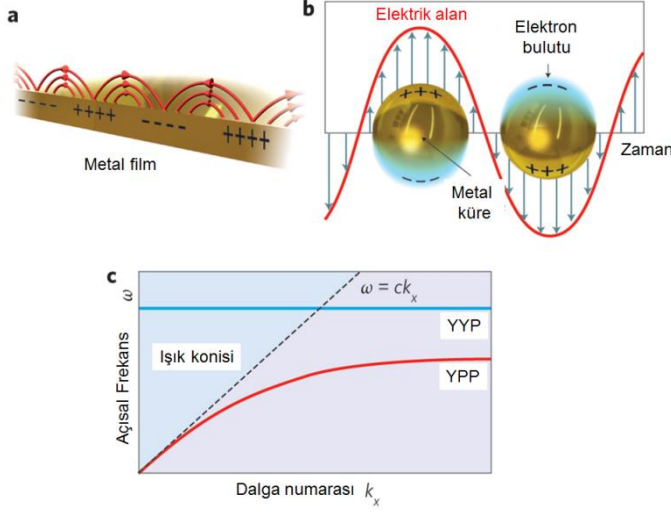 a
Metal film
- - - -
++++
- - - -
++++
b
Elektrik alan
Elektron
bulutu
+++
- -
- -
+++
Zaman
Metal
küre
c
ω
ω = ck_x
YYP
Işık konisi
YPP
Açısal Frekans
Dalga numarası k_x